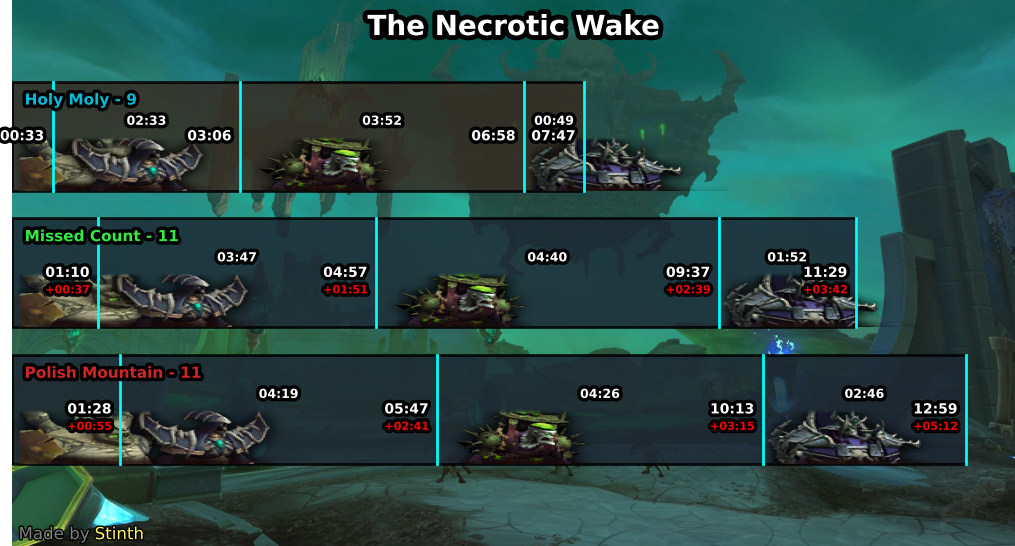 The Necrotic Wake
Holy Moly - 9
02:33 03:52 00:49
00:33 03:06 06:58 07:47
Missed Count - 11
03:47 04:40 01:52
01:10 04:57 09:37 11:29
+00:37 +01:51 +02:39 +03:42
Polish Mountain - 11
04:19 04:26 02:46
01:28 05:47 10:13 12:59
+00:55 +02:41 +03:15 +05:12
Made by Stinth